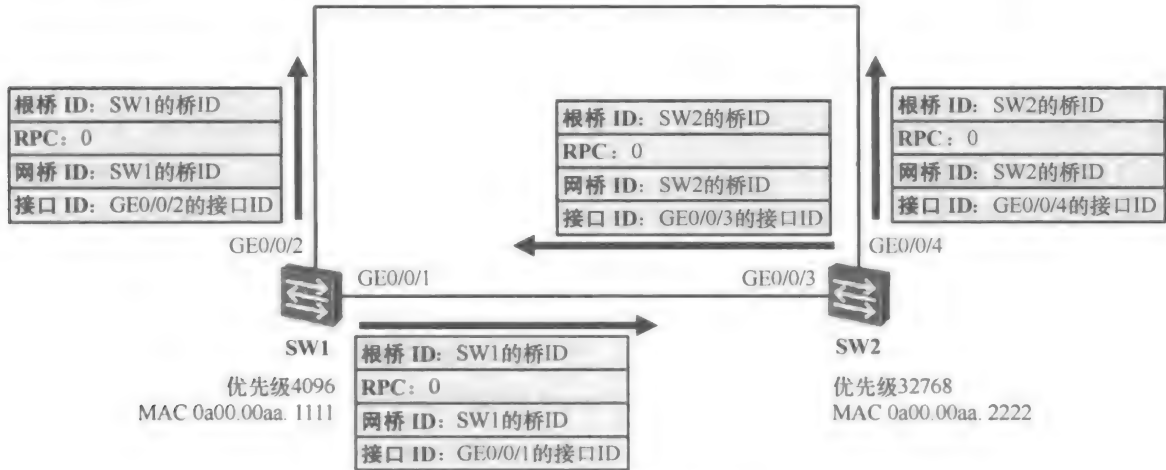 根桥 ID：SW1的桥ID
RPC：0
网桥 ID：SW1的桥ID
接口 ID：GE0/0/2的接口ID
根桥 ID：SW2的桥ID
RPC：0
网桥 ID：SW2的桥ID
接口 ID：GE0/0/3的接口ID
根桥 ID：SW2的桥ID
RPC：0
网桥 ID：SW2的桥ID
接口 ID：GE0/0/4的接口ID
GE0/0/2
GE0/0/4
GE0/0/1
GE0/0/3
SW1
优先级4096
MAC 0a00.00aa. 1111
根桥 ID：SW1的桥ID
RPC：0
网桥 ID：SW1的桥ID
接口 ID：GE0/0/1的接口ID
SW2
优先级32768
MAC 0a00.00aa. 2222